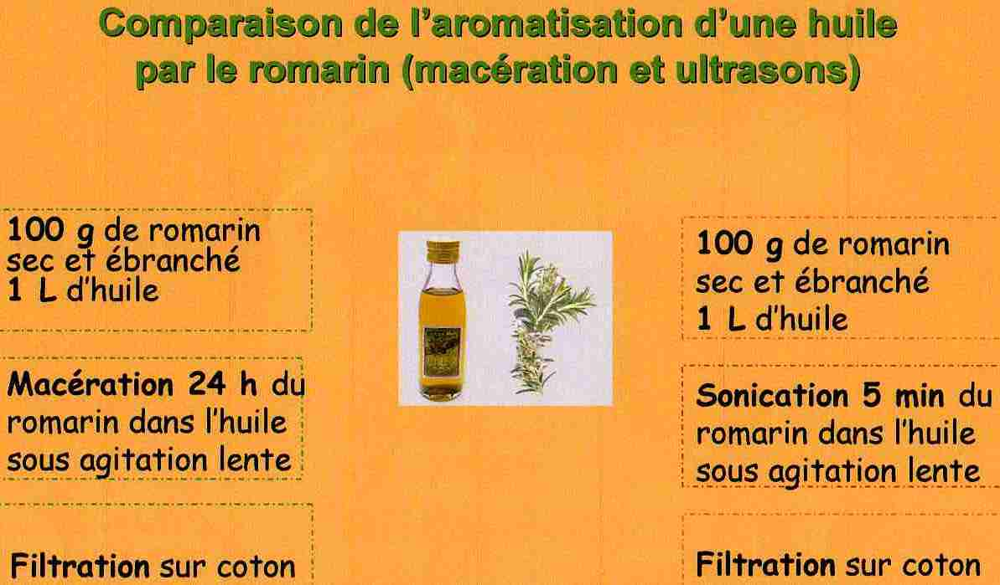 Comparaison de l'aromatisation d'une huile
par le romarin (macération et ultrasons)
100 g de romarin
sec et ébranché
1 L d'huile
Macération 24 h du
romarin dans l'huile
sous agitation lente
Filtration sur coton
100 g de romarin
sec et ébranché
1 L d'huile
Sonication 5 min du
romarin dans l'huile
sous agitation lente
Filtration sur coton